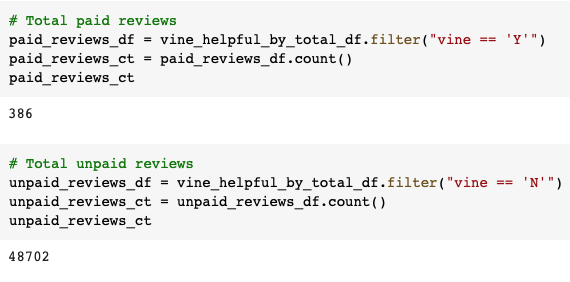 # Total paid reviews
paid_reviews_df = vine_helpful_by_total_df.filter("vine == 'Y'")
paid_reviews_ct = paid_reviews_df.count()
paid_reviews_ct
386
# Total unpaid reviews
unpaid_reviews_df = vine_helpful_by_total_df.filter("vine == 'N'")
unpaid_reviews_ct = unpaid_reviews_df.count()
unpaid_reviews_ct
48702